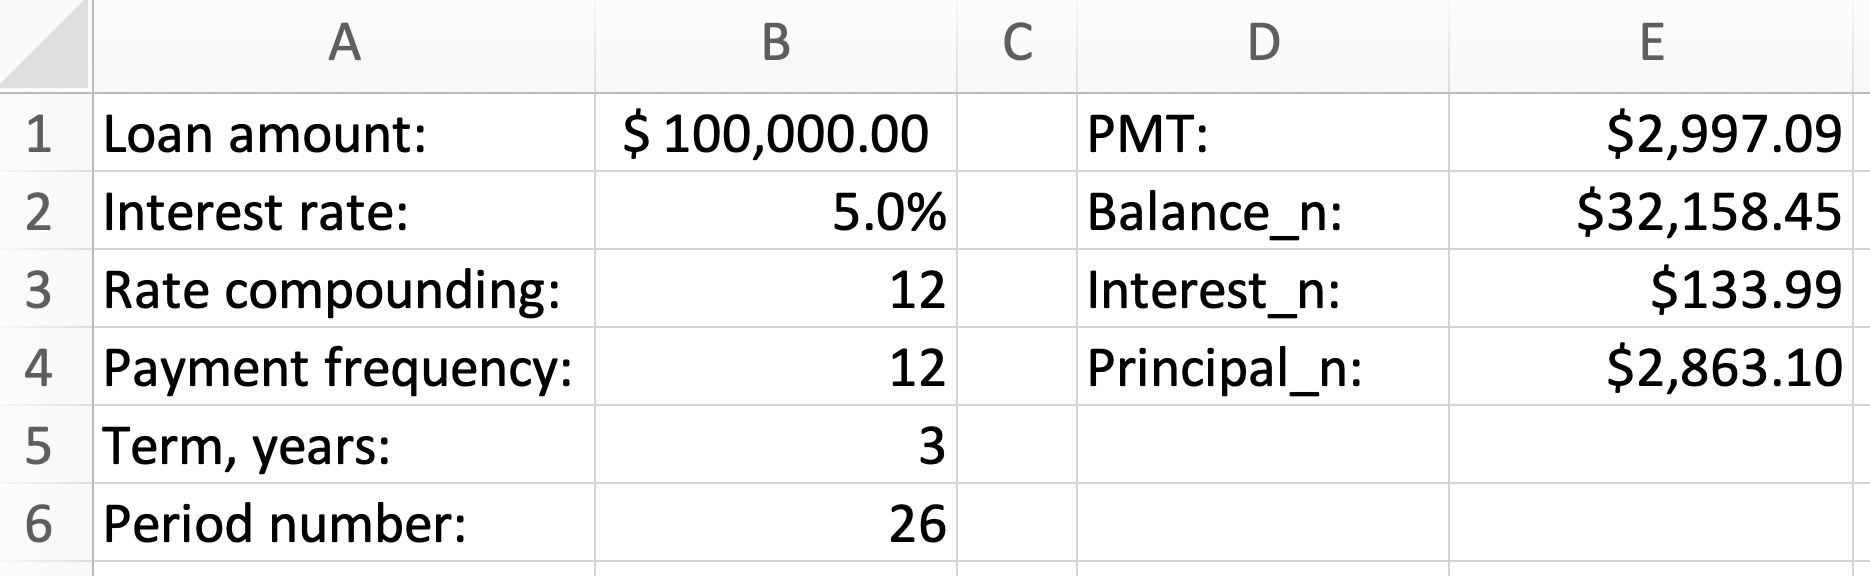 A B C D E
1 Loan amount: $ 100,000.00 PMT: $2,997.09
2 Interest rate: 5.0% Balance_n: $32,158.45
3 Rate compounding: 12 Interest_n: $133.99
4 Payment frequency: 12 Principal_n: $2,863.10
5 Term, years: 3
6 Period number: 26